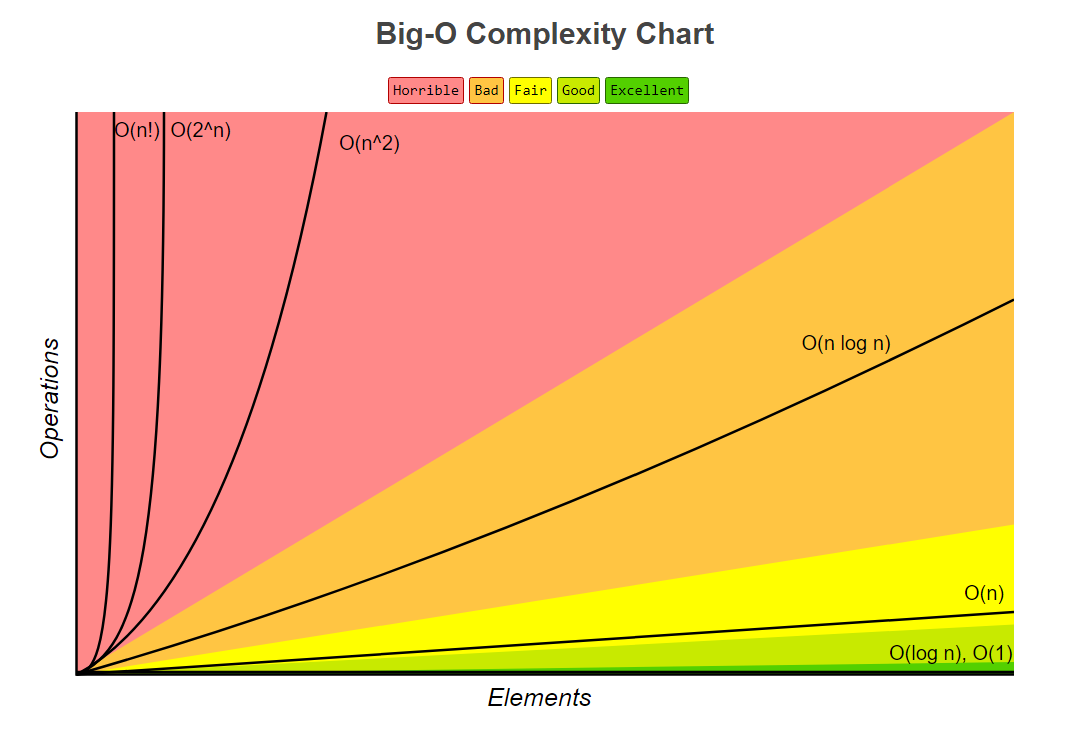 Big-O Complexity Chart
Horrible Bad Fair Good Excellent
O(n!) O(2^n)
O(n^2)
O(n log n)
Operations
O(n)
O(log n), O(1)
Elements